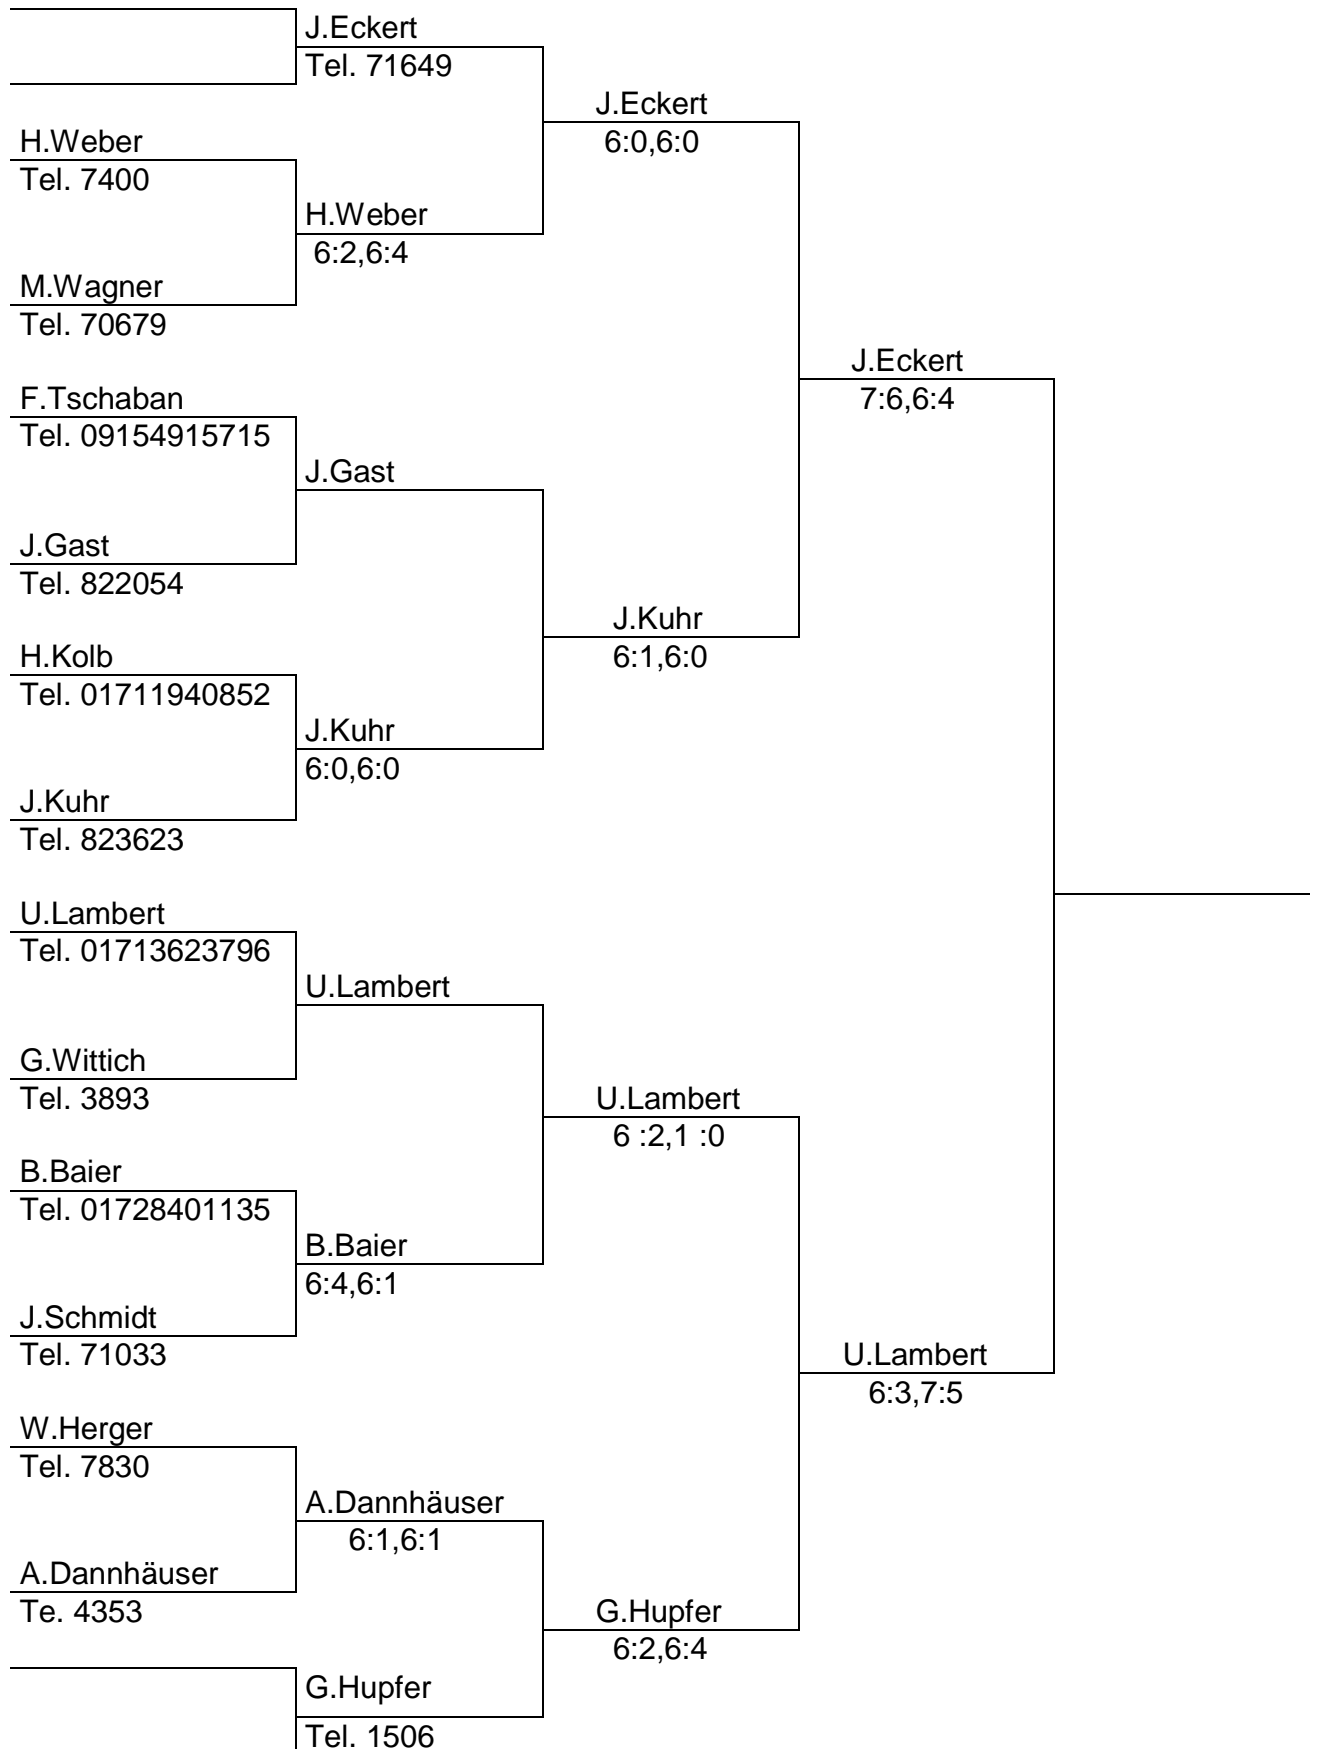 J.Eckert
Tel. 71649
J.Eckert
6:0,6:0
H.Weber
Tel. 7400
H.Weber
6:2,6:4
M.Wagner
Tel. 70679
J.Eckert
7:6,6:4
F.Tschaban
Tel. 09154915715
J.Gast
J.Gast
Tel. 822054
J.Kuhr
6:1,6:0
H.Kolb
Tel. 01711940852
J.Kuhr
6:0,6:0
J.Kuhr
Tel. 823623
U.Lambert
Tel. 01713623796
U.Lambert
G.Wittich
Tel. 3893
U.Lambert
6 :2,1 :0
B.Baier
Tel. 01728401135
B.Baier
6:4,6:1
J.Schmidt
Tel. 71033
U.Lambert
6:3,7:5
W.Herger
Tel. 7830
A.Dannhäuser
6:1,6:1
A.Dannhäuser
Te. 4353
G.Hupfer
6:2,6:4
G.Hupfer
Tel. 1506